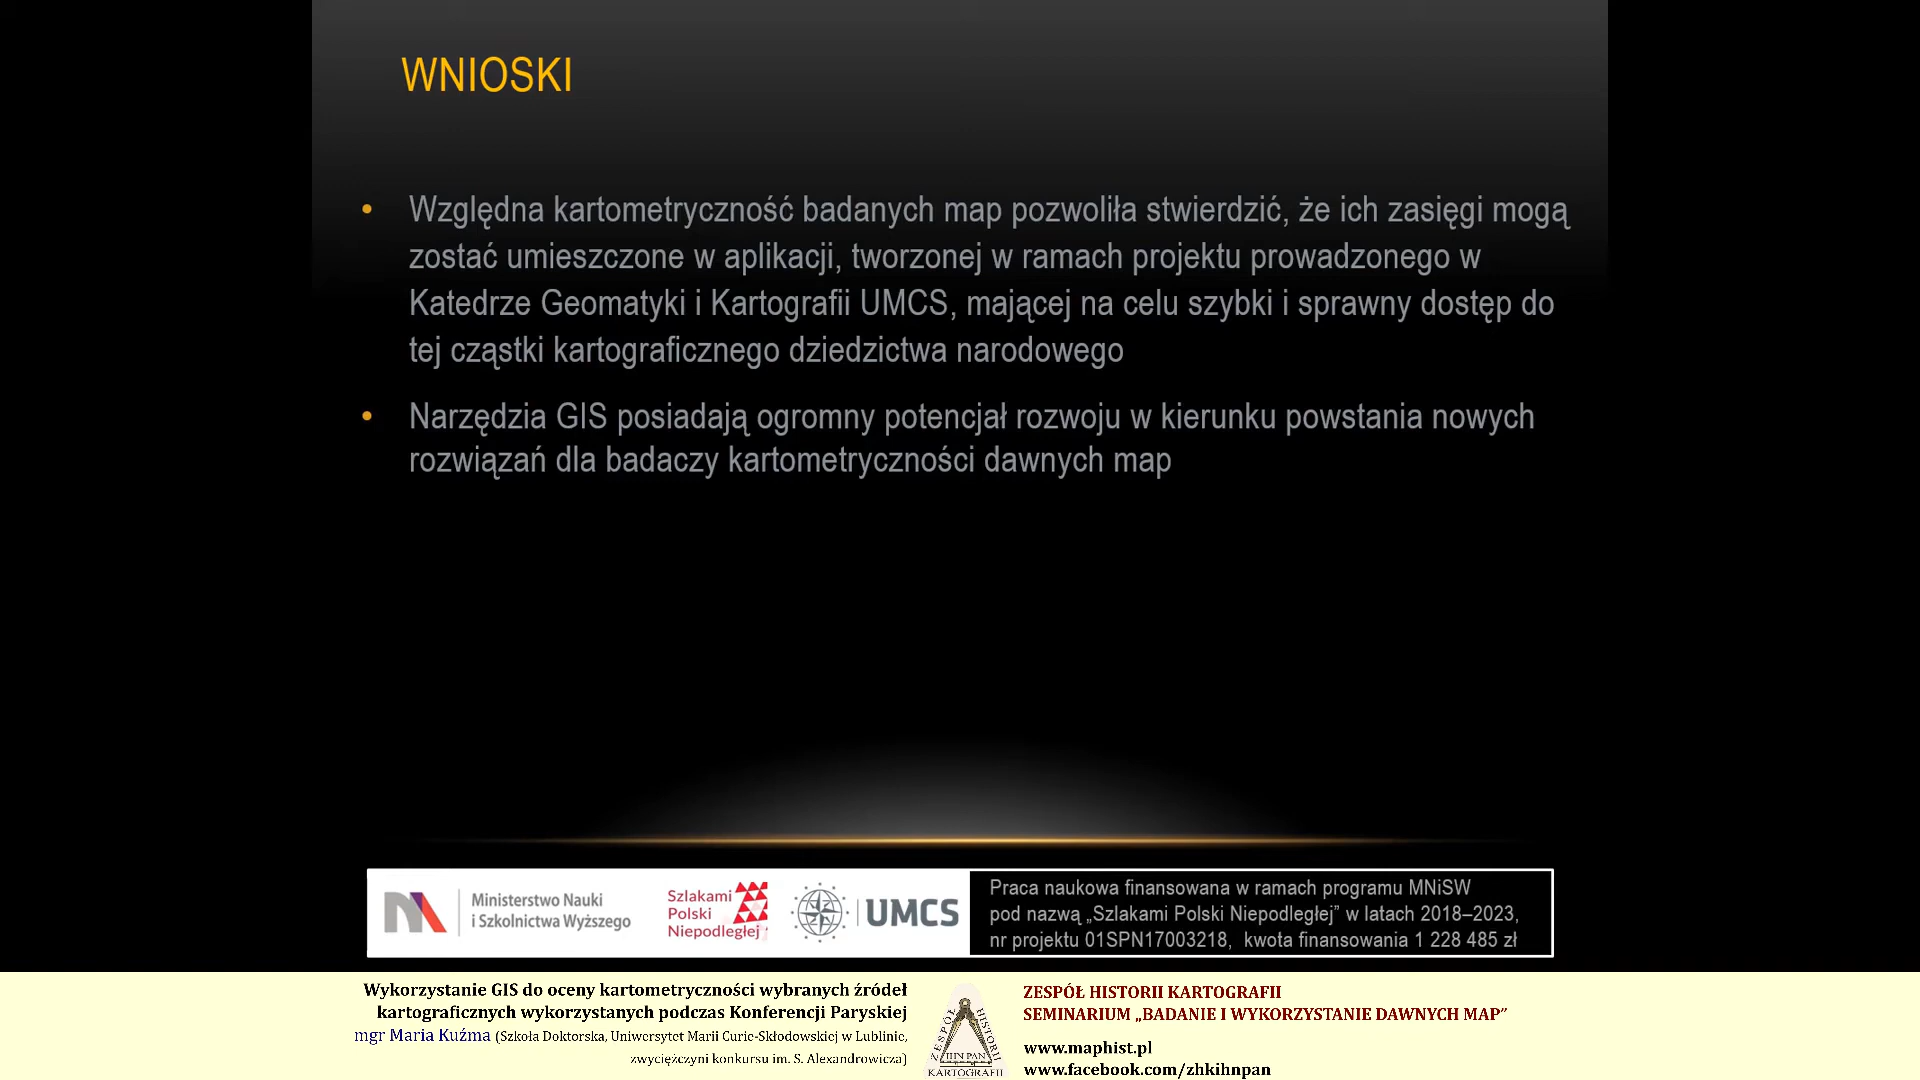 WNIOSKI
• Względna kartometryczność badanych map pozwoliła stwierdzić, że ich zasięgi mogą
zostać umieszczone w aplikacji, tworzonej w ramach projektu prowadzonego w
Katedrze Geomatyki i Kartografii UMCS, mającej na celu szybki i sprawny dostęp do
tej cząstki kartograficznego dziedzictwa narodowego
• Narzędzia GIS posiadają ogromny potencjał rozwoju w kierunku powstania nowych
rozwiązań dla badaczy kartometryczności dawnych map
Ministerstwo Nauki
i Szkolnictwa Wyższego
Szlakami
Polski
Niepodległej
UMCS
Praca naukowa finansowana w ramach programu MNiSW
pod nazwą „Szlakami Polski Niepodległej” w latach 2018–2023,
nr projektu 01SPN17003218, kwota finansowania 1 228 485 zł
Wykorzystanie GIS do oceny kartometryczności wybranych źródeł
kartograficznych wykorzystanych podczas Konferencji Paryskiej
mgr Maria Kuźma (Szkoła Doktorska, Uniwersytet Marii Curie-Skłodowskiej w Lublinie,
zwyciężczyni konkursu im. S. Alexandrowicza)
ZESPÓŁ HISTORII
IHN PAN
KARTOGRAFII
ZESPÓŁ HISTORII KARTOGRAFII
SEMINARIUM „BADANIE I WYKORZYSTANIE DAWNYCH MAP”
www.maphist.pl
www.facebook.com/zhkihnpan